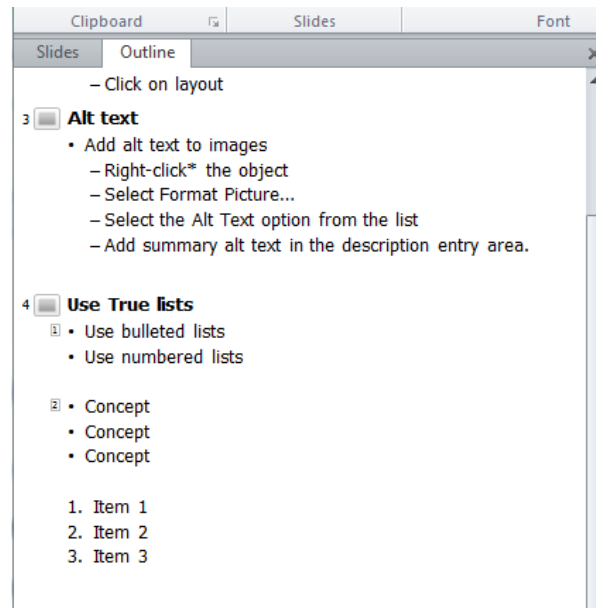 Clipboard Slides Font
Slides Outline
– Click on layout
3 Alt text
• Add alt text to images
– Right-click* the object
– Select Format Picture...
– Select the Alt Text option from the list
– Add summary alt text in the description entry area.
4 Use True lists
1 • Use bulleted lists
• Use numbered lists
2 • Concept
• Concept
• Concept
1. Item 1
2. Item 2
3. Item 3